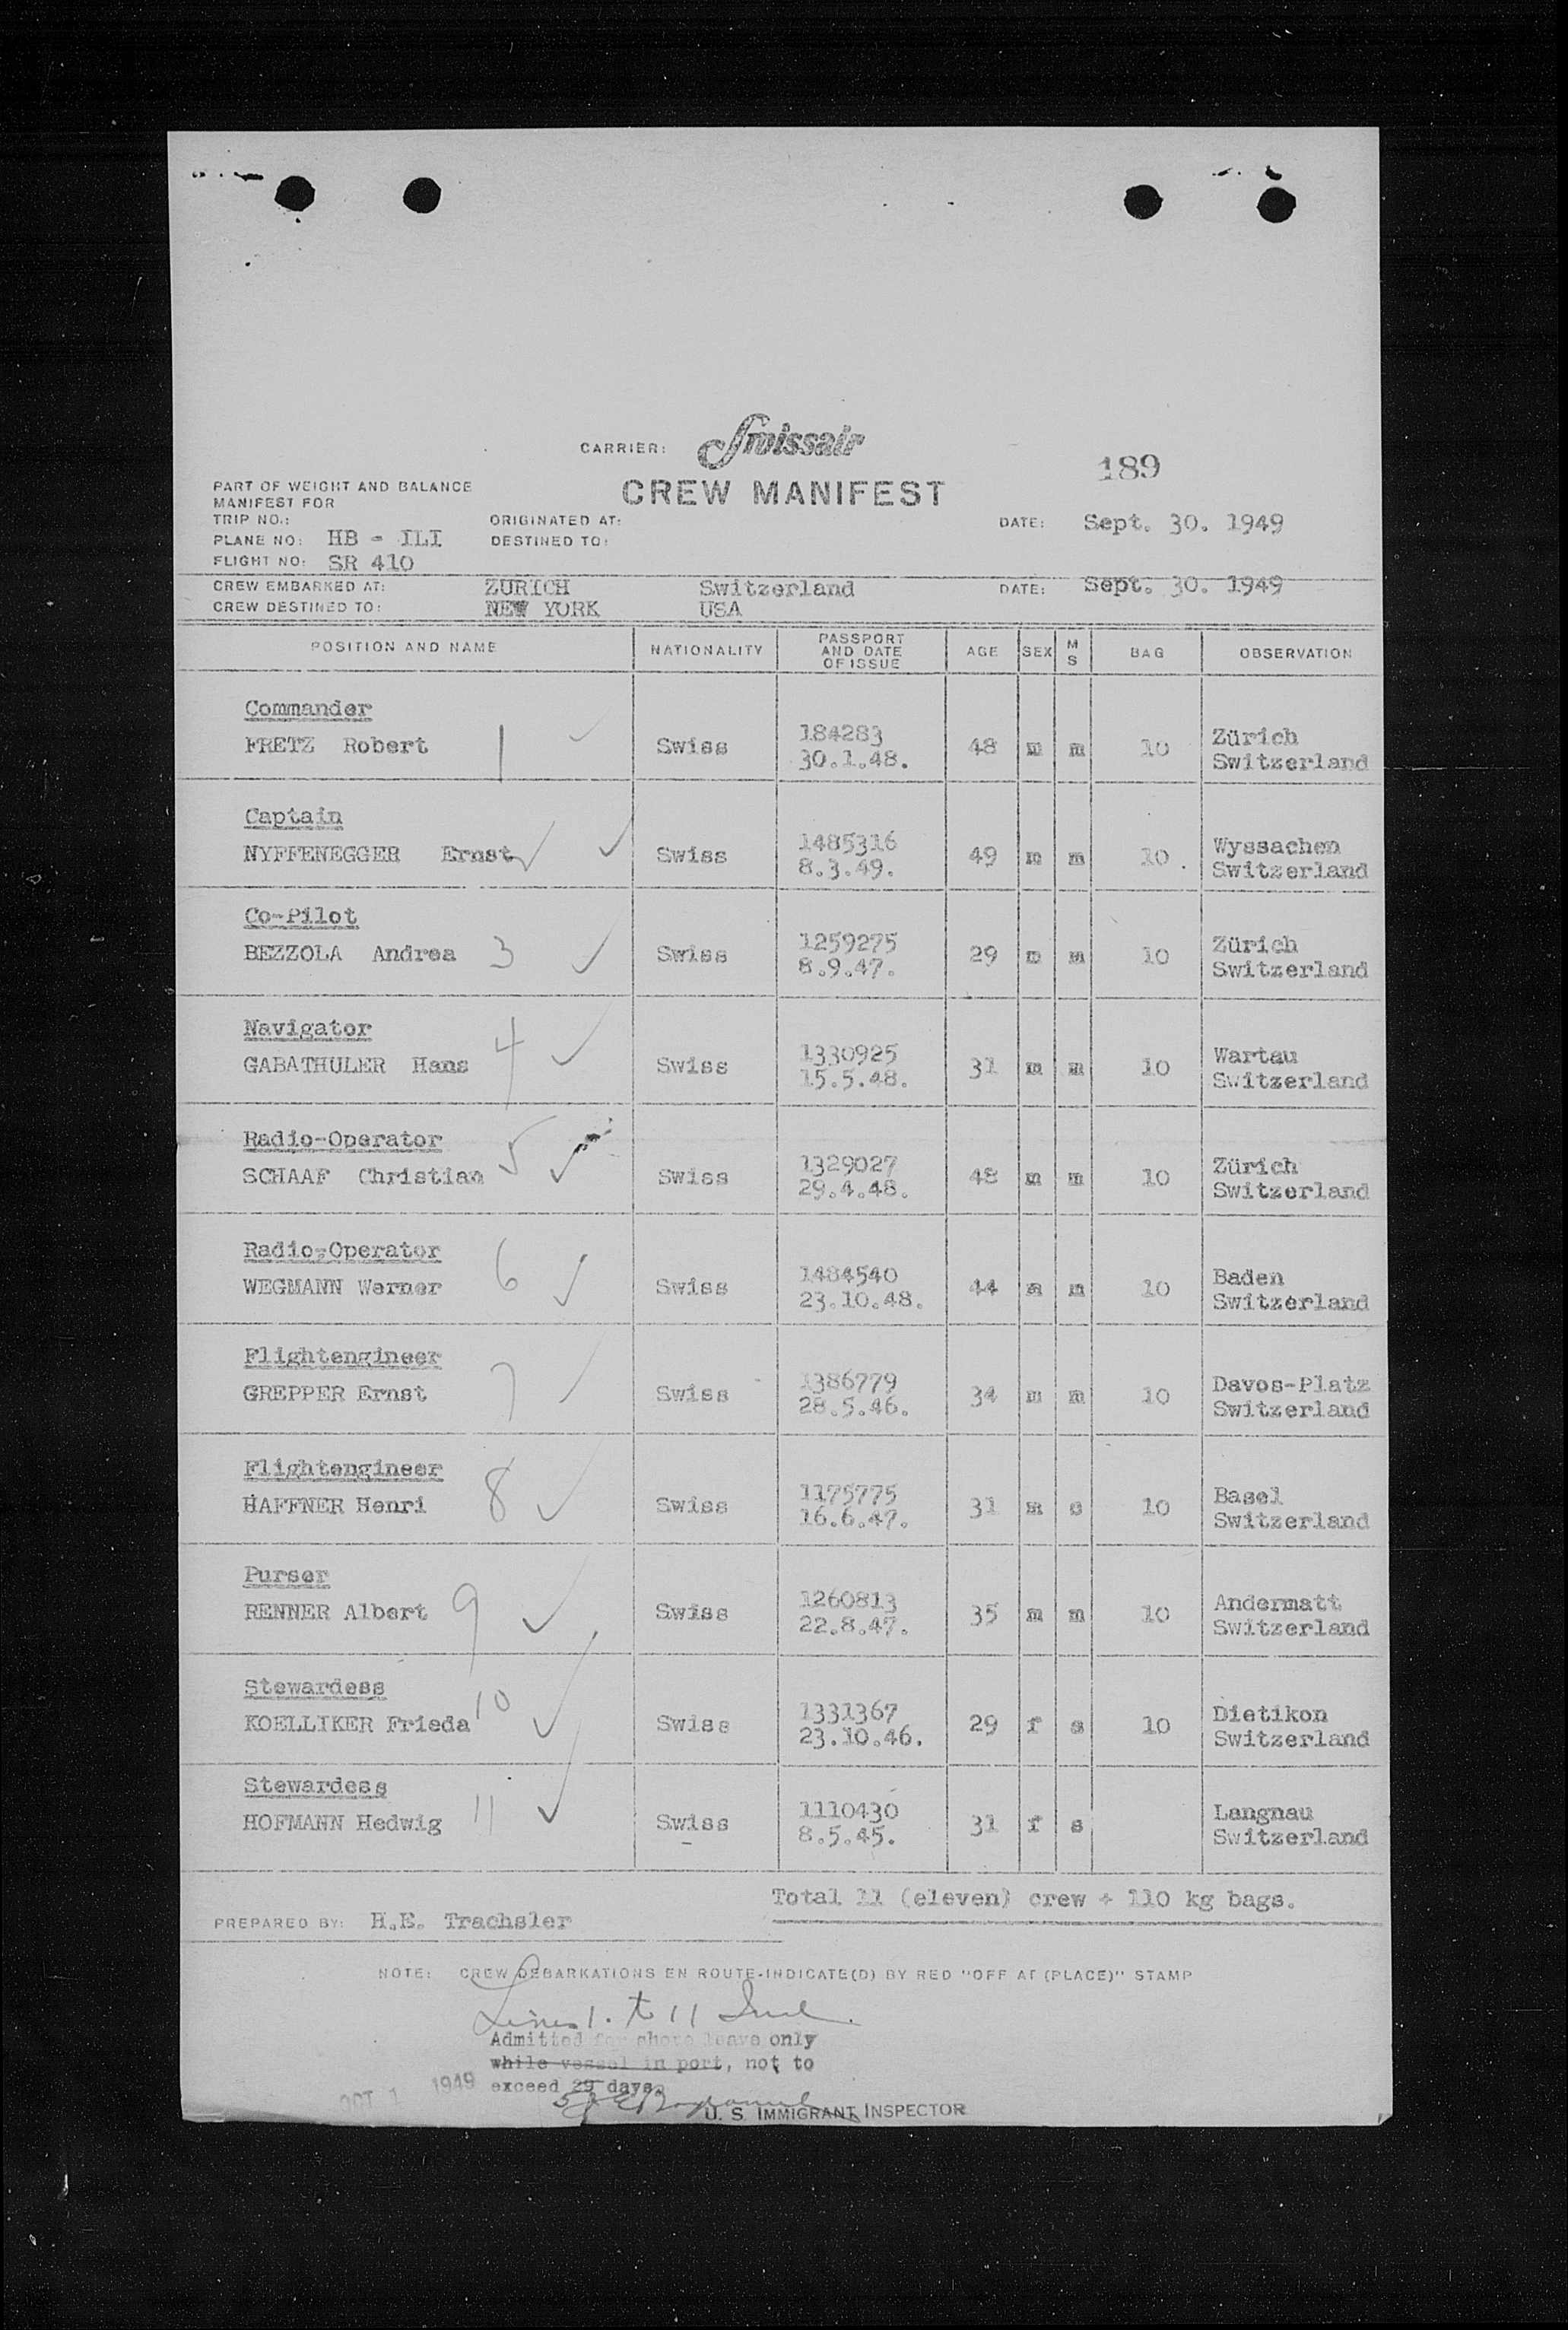 CARRIER: Swissair
189
CREW MANIFEST
PART OF WEIGHT AND BALANCE
MANIFEST FOR
TRIP NO.: ORIGINATED AT: DATE: Sept. 30. 1949
PLANE NO: HB - ILI DESTINED TO:
FLIGHT NO: SR 410
CREW EMBARKED AT: ZURICH Switzerland DATE: Sept. 30. 1949
CREW DESTINED TO: NEW YORK USA
POSITION AND NAME NATIONALITY PASSPORT AND DATE OF ISSUE AGE SEX M S BAG OBSERVATION
Commander
FRETZ Robert 1 Swiss 184283 48 m m 10 Zürich
30.1.48. Switzerland
Captain
NYFFENEGGER Ernst Swiss 1485316 49 m m 10 Wyssachen
8.3.49. Switzerland
Co-Pilot
BEZZOLA Andrea 3 Swiss 1259275 29 m m 10 Zürich
8.9.47. Switzerland
Navigator
GABATHULER Hans 4 Swiss 1330925 31 m m 10 Wartau
15.5.48. Switzerland
Radio-Operator
SCHAAF Christian 5 Swiss 1329027 48 m m 10 Zürich
29.4.48. Switzerland
Radio-Operator
WEGMANN Werner 6 Swiss 1484540 44 m m 10 Baden
23.10.48. Switzerland
Flightengineer
GREPPER Ernst 7 Swiss 1386779 34 m m 10 Davos-Platz
28.5.46. Switzerland
Flightengineer
HAFFNER Henri 8 Swiss 1175775 31 m s 10 Basel
16.6.47. Switzerland
Purser
RENNER Albert 9 Swiss 1260813 35 m m 10 Andermatt
22.8.47. Switzerland
Stewardess
KOELLIKER Frieda 10 Swiss 1331367 29 f s 10 Dietikon
23.10.46. Switzerland
Stewardess
HOFMANN Hedwig 11 Swiss 1110430 31 f s Langnau
8.5.45. Switzerland
Total 11 (eleven) crew + 110 kg bags.
PREPARED BY: H.E. Trachsler
NOTE: CREW DEBARKATIONS EN ROUTE-INDICATE(D) BY RED "OFF AT (PLACE)" STAMP
Lines 1. to 11 Incl.
Admitted for shore leave only
while vessel in port, not to
OCT 1 1949 exceed 29 days.
U. S. IMMIGRANT INSPECTOR